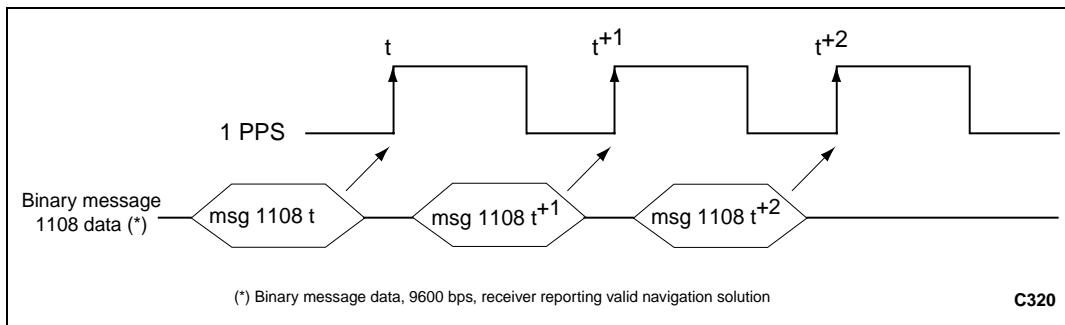 t t+1 t+2
1 PPS
Binary message
1108 data (*)
msg 1108 t msg 1108 t+1 msg 1108 t+2
(*) Binary message data, 9600 bps, receiver reporting valid navigation solution
C320